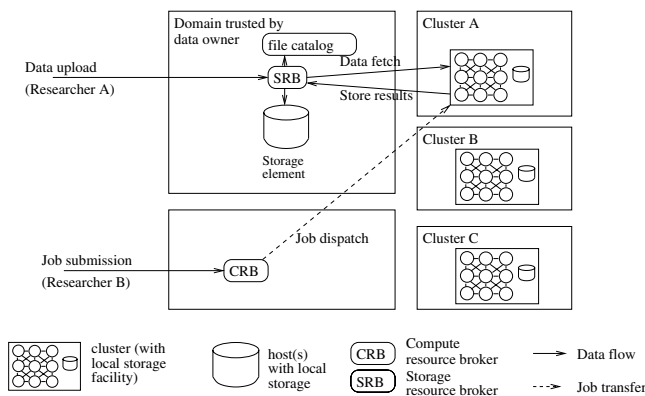 Domain trusted by
data owner
file catalog
Cluster A
Data upload
(Researcher A)
SRB
Data fetch
Store results
Storage
element
Cluster B
Job submission
(Researcher B)
CRB
Job dispatch
Cluster C
cluster (with
local storage
facility)
host(s)
with local
storage
CRB
Compute
resource broker
SRB
Storage
resource broker
Data flow
Job transfer